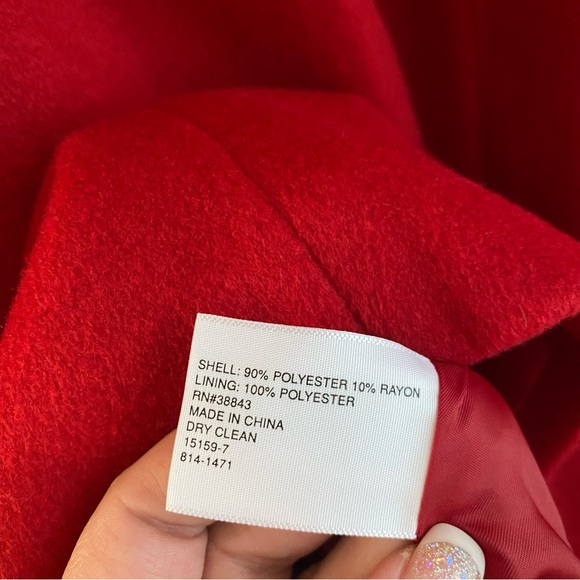 SHELL: 90% POLYESTER 10% RAYON
LINING: 100% POLYESTER
RN#38843
MADE IN CHINA
DRY CLEAN
15159-7
814-1471